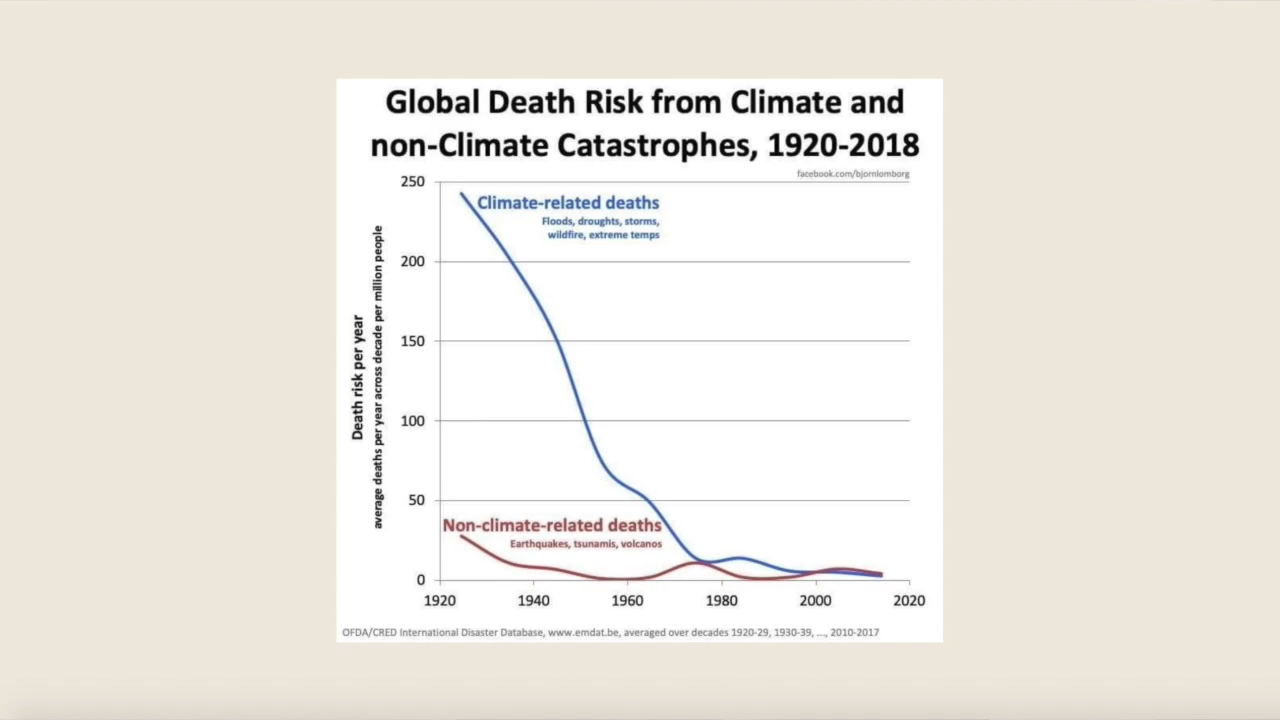 Global Death Risk from Climate and
non-Climate Catastrophes, 1920-2018
facebook.com/bjornlomborg
250
200
150
100
50
0
Death risk per year
average deaths per year across decade per million people
Climate-related deaths
Floods, droughts, storms,
wildfire, extreme temps
Non-climate-related deaths
Earthquakes, tsunamis, volcanos
1920 1940 1960 1980 2000 2020
OFDA/CRED International Disaster Database, www.emdat.be, averaged over decades 1920-29, 1930-39, ..., 2010-2017